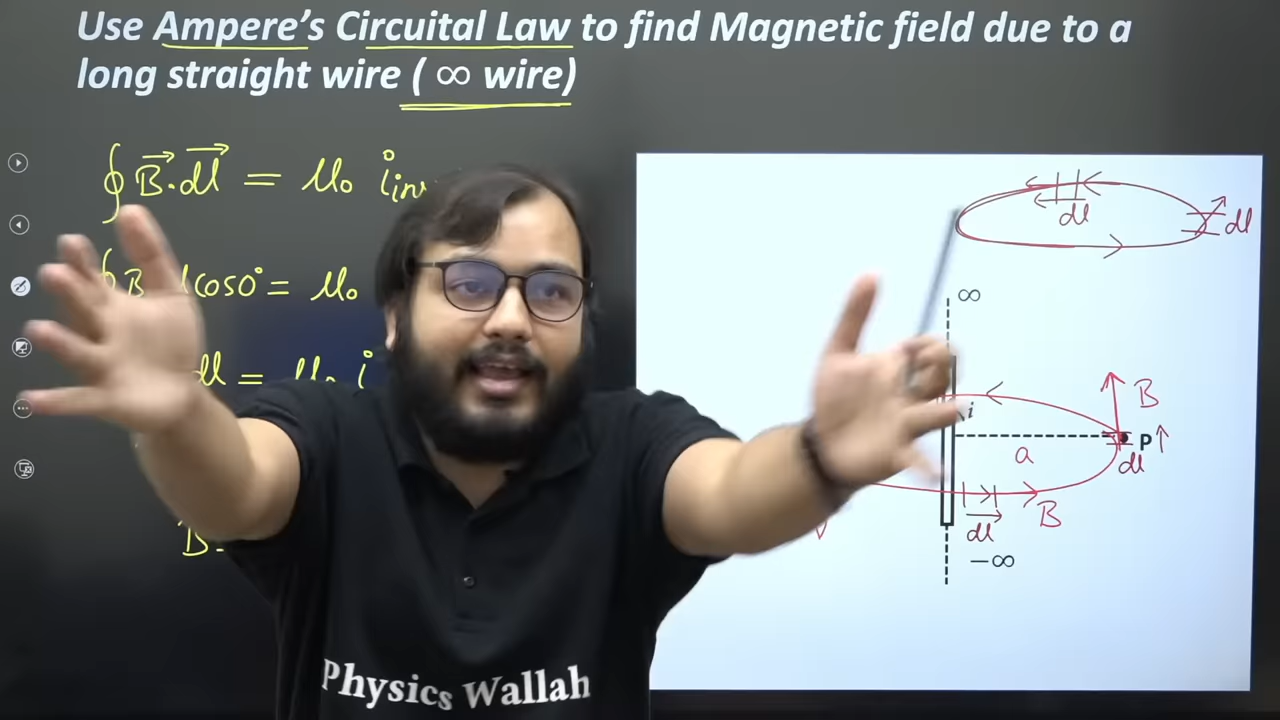 Use Ampere’s Circuital Law to find Magnetic field due to a
long straight wire ( ∞ wire)
∮ B⃗.dl⃗ = μ₀
cos0° = μ₀
dl = μ₀ i
B.
dl
dl
∞
i
B
a
P↑
dl
B
dl
−∞
Physics Wallah